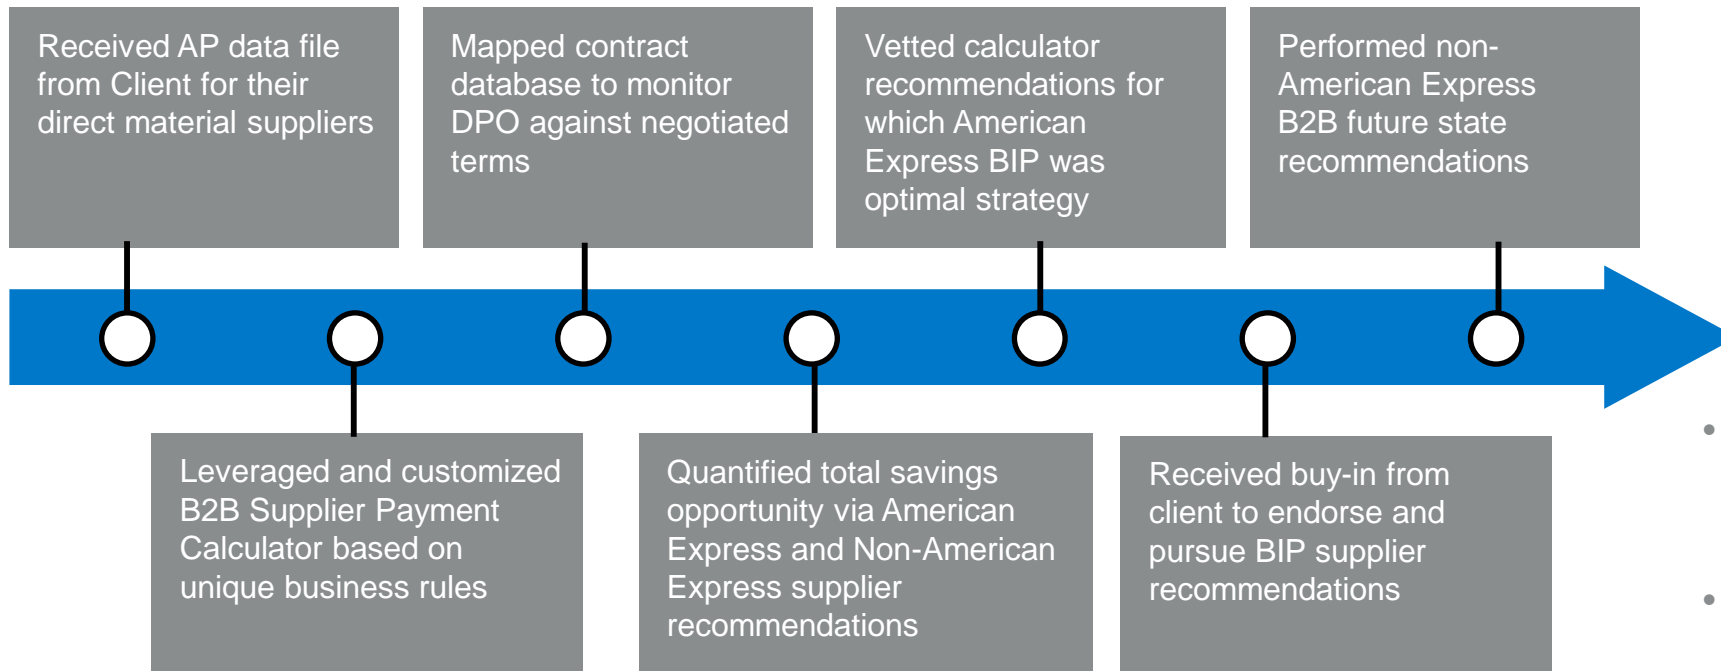 Received AP data file
from Client for their
direct material suppliers
Mapped contract
database to monitor
DPO against negotiated
terms
Vetted calculator
recommendations for
which American
Express BIP was
optimal strategy
Performed non-
American Express
B2B future state
recommendations
Leveraged and customized
B2B Supplier Payment
Calculator based on
unique business rules
Quantified total savings
opportunity via American
Express and Non-American
Express supplier
recommendations
Received buy-in from
client to endorse and
pursue BIP supplier
recommendations